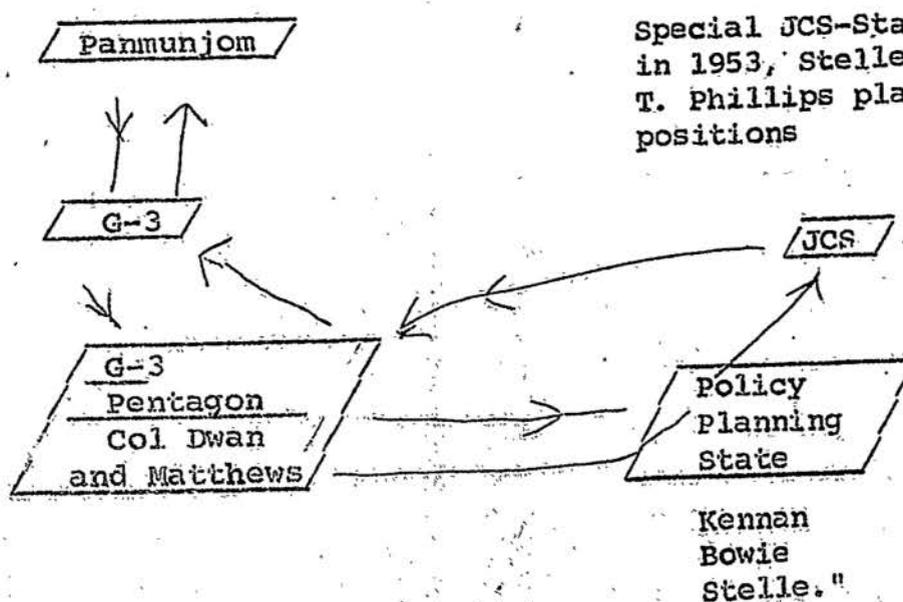 Panmunjom
Special JCS-Sta
in 1953, Stelle
T. Phillips pla
positions
G-3
JCS
G-3
Pentagon
Col Dwan
and Matthews
Policy
Planning
State
Kennan
Bowie
Stelle."